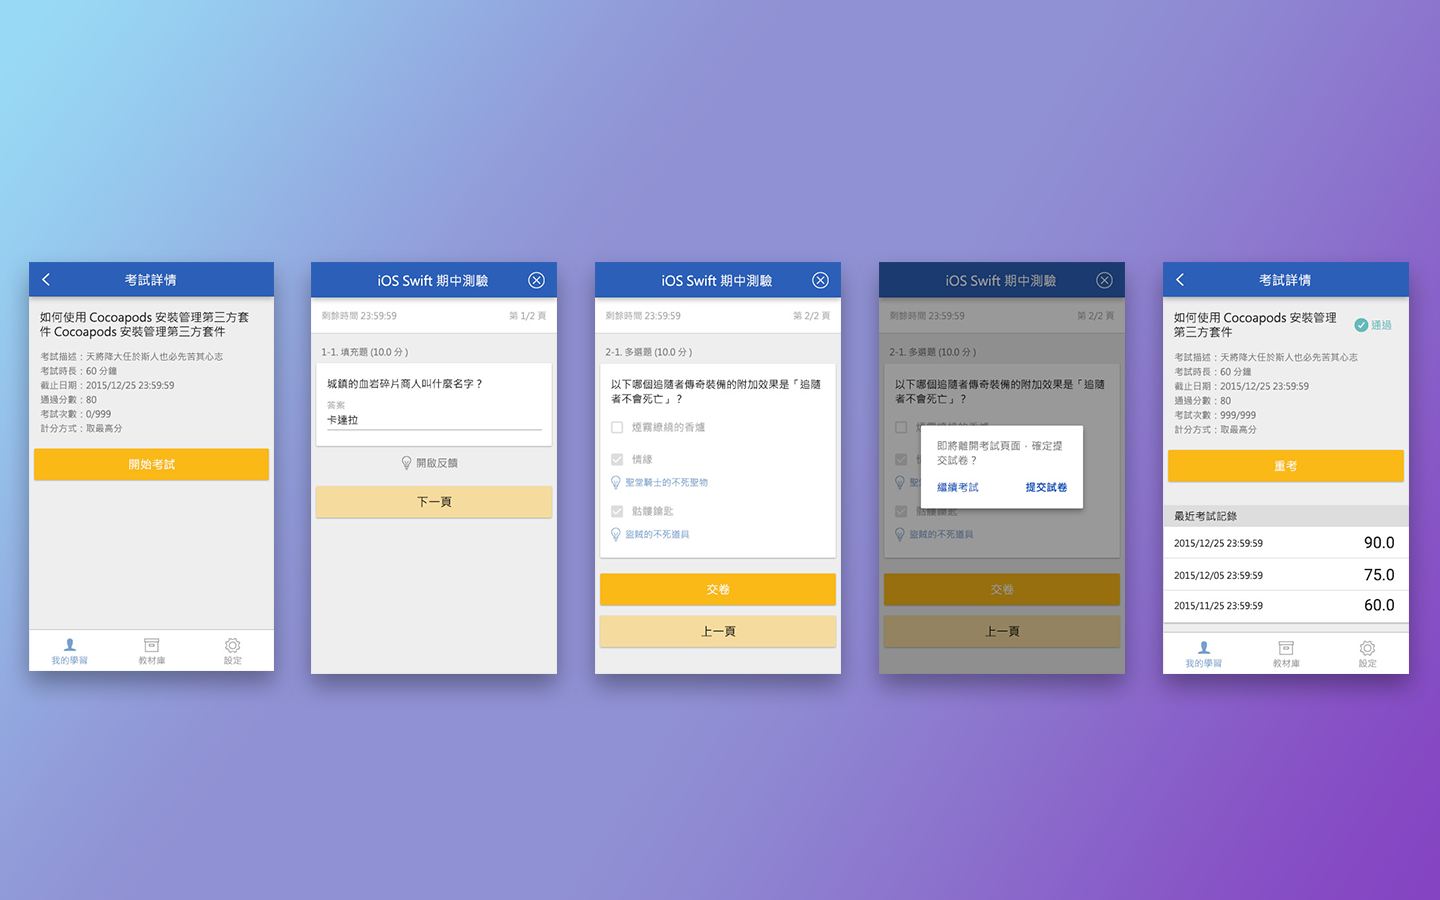 考試詳情
如何使用 Cocoapods 安裝管理第三方套
件 Cocoapods 安裝管理第三方套件
考試描述：天將降大任於斯人也必先苦其心志
考試時長：60 分鐘
截止日期：2015/12/25 23:59:59
通過分數：80
考試次數：0/999
計分方式：取最高分
開始考試
我的學習
教材庫
設定
iOS Swift 期中測驗
剩餘時間 23:59:59
第 1/2 頁
1-1. 填充題 (10.0 分 )
城鎮的血岩碎片商人叫什麼名字？
答案
卡達拉
開啟反饋
下一頁
iOS Swift 期中測驗
剩餘時間 23:59:59
第 2/2 頁
2-1. 多選題 (10.0 分 )
以下哪個追隨者傳奇裝備的附加效果是「追隨
者不會死亡」？
煙霧繚繞的香爐
情緣
聖堂騎士的不死聖物
骷髏鑰匙
盜賊的不死道具
交卷
上一頁
iOS Swift 期中測驗
剩餘時間 23:59:59
第 2/2 頁
2-1. 多選題 (10.0 分 )
以下哪個追隨者傳奇裝備的附加效果是「追隨
者不會死亡」？
即將離開考試頁面，確定提
交試卷？
繼續考試
提交試卷
骷髏鑰匙
盜賊的不死道具
交卷
上一頁
考試詳情
如何使用 Cocoapods 安裝管理
第三方套件
通過
考試描述：天將降大任於斯人也必先苦其心志
考試時長：60 分鐘
截止日期：2015/12/25 23:59:59
通過分數：80
考試次數：999/999
計分方式：取最高分
重考
最近考試記錄
2015/12/25 23:59:59
90.0
2015/12/05 23:59:59
75.0
2015/11/25 23:59:59
60.0
我的學習
教材庫
設定